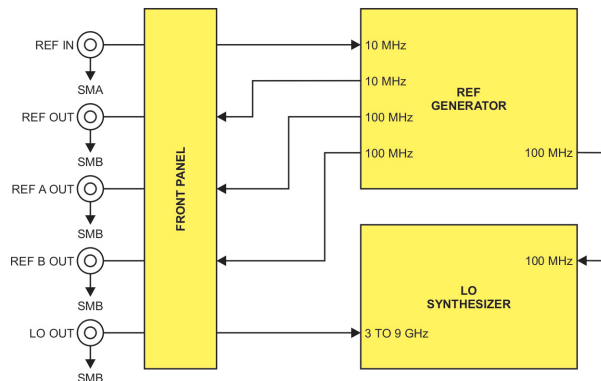 REF IN
SMA
REF OUT
SMB
REF A OUT
SMB
REF B OUT
SMB
LO OUT
SMB
FRONT PANEL
10 MHz
10 MHz
100 MHz
100 MHz
REF
GENERATOR
100 MHz
100 MHz
LO
SYNTHESIZER
3 TO 9 GHz